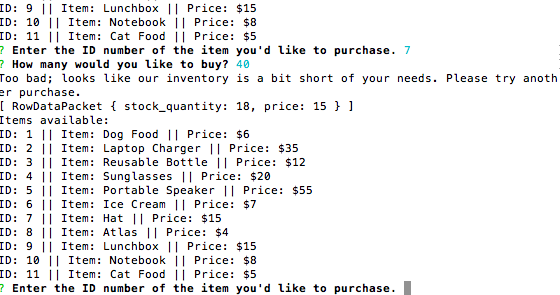 ID: 9 || Item: Lunchbox || Price: $15
ID: 10 || Item: Notebook || Price: $8
ID: 11 || Item: Cat Food || Price: $5
? Enter the ID number of the item you'd like to purchase. 7
? How many would you like to buy? 40
Too bad; looks like our inventory is a bit short of your needs. Please try anoth
er purchase.
[ RowDataPacket { stock_quantity: 18, price: 15 } ]
Items available:
ID: 1 || Item: Dog Food || Price: $6
ID: 2 || Item: Laptop Charger || Price: $35
ID: 3 || Item: Reusable Bottle || Price: $12
ID: 4 || Item: Sunglasses || Price: $20
ID: 5 || Item: Portable Speaker || Price: $55
ID: 6 || Item: Ice Cream || Price: $7
ID: 7 || Item: Hat || Price: $15
ID: 8 || Item: Atlas || Price: $4
ID: 9 || Item: Lunchbox || Price: $15
ID: 10 || Item: Notebook || Price: $8
ID: 11 || Item: Cat Food || Price: $5
? Enter the ID number of the item you'd like to purchase.